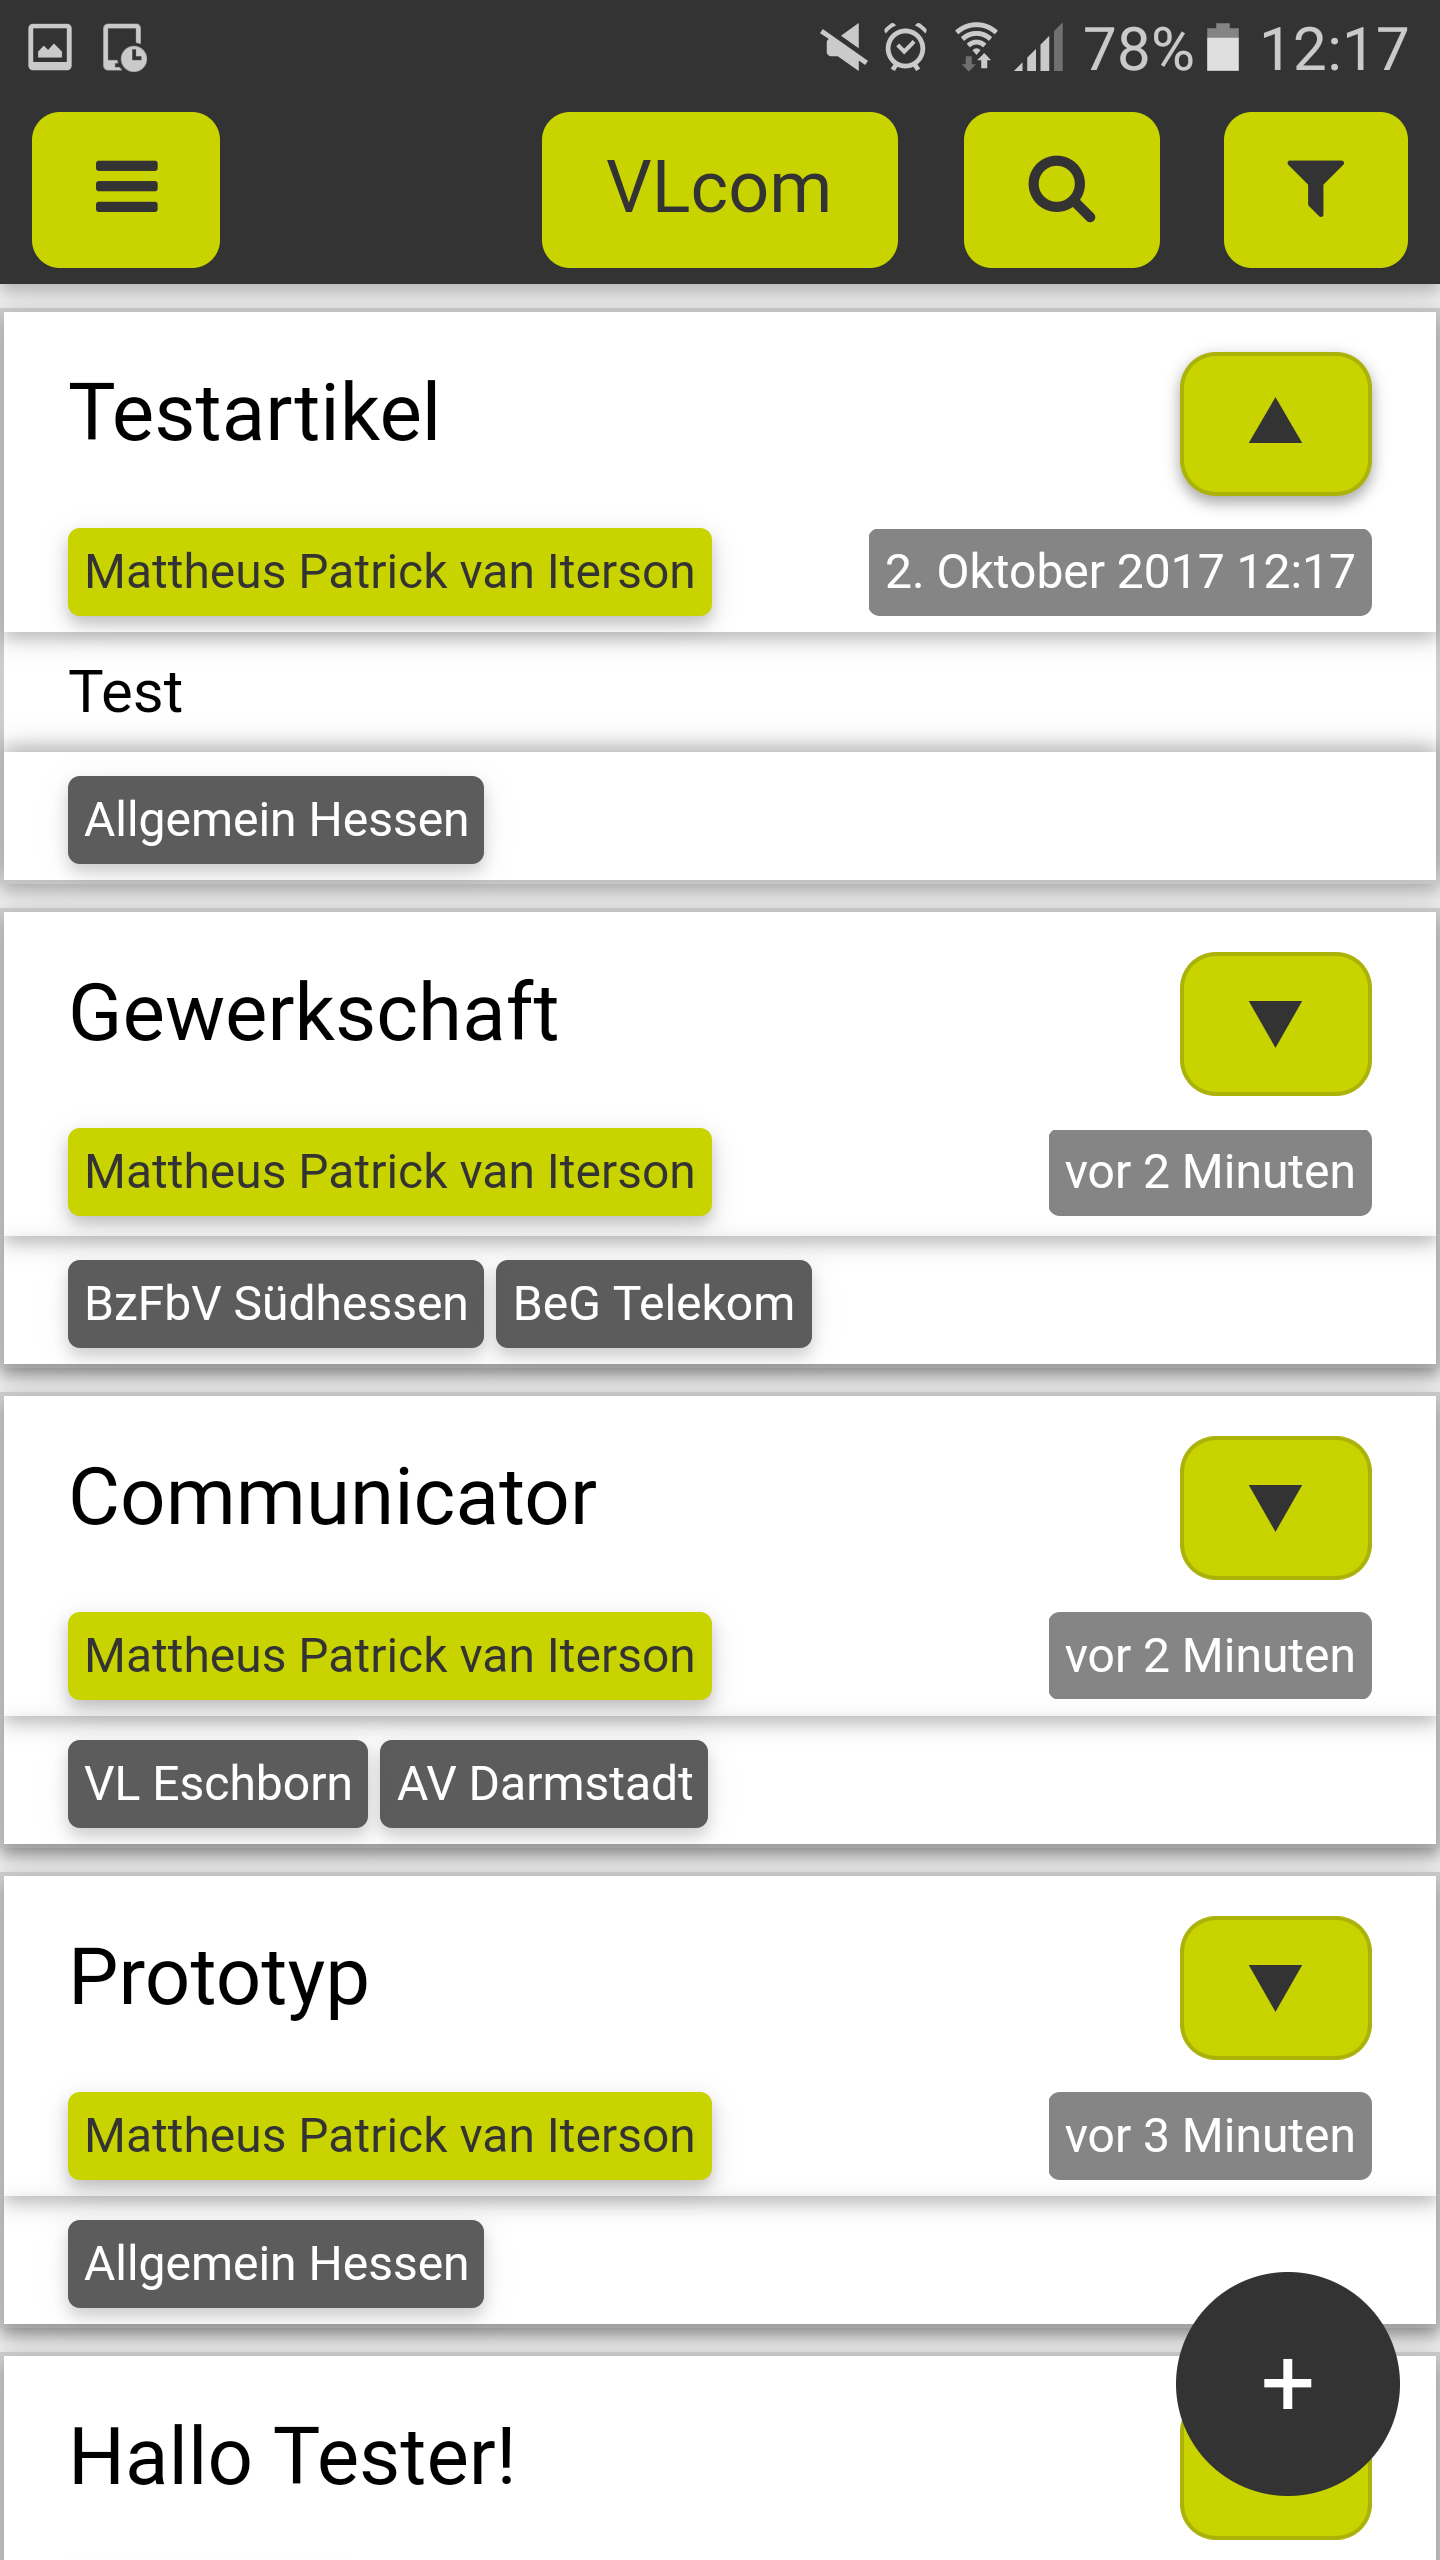 78% 12:17
VLcom
Testartikel
Mattheus Patrick van Iterson 2. Oktober 2017 12:17
Test
Allgemein Hessen
Gewerkschaft
Mattheus Patrick van Iterson vor 2 Minuten
BzFbV Südhessen BeG Telekom
Communicator
Mattheus Patrick van Iterson vor 2 Minuten
VL Eschborn AV Darmstadt
Prototyp
Mattheus Patrick van Iterson vor 3 Minuten
Allgemein Hessen
+
Hallo Tester!